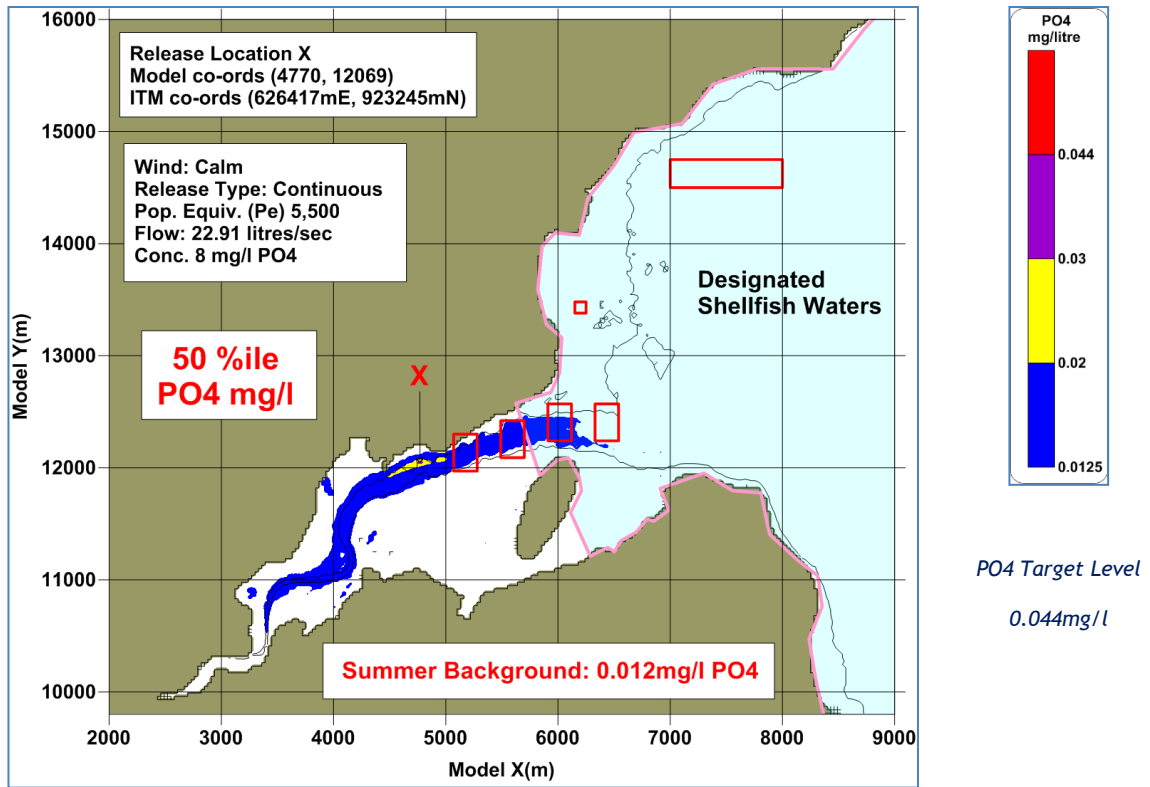 16000
15000
14000
13000
12000
11000
10000
Model Y(m)
Release Location X
Model co-ords (4770, 12069)
ITM co-ords (626417mE, 923245mN)
Wind: Calm
Release Type: Continuous
Pop. Equiv. (Pe) 5,500
Flow: 22.91 litres/sec
Conc. 8 mg/l PO4
Designated
Shellfish Waters
50 %ile
PO4 mg/l
X
Summer Background: 0.012mg/l PO4
2000 3000 4000 5000 6000 7000 8000 9000
Model X(m)
PO4
mg/litre
0.044
0.03
0.02
0.0125
PO4 Target Level
0.044mg/l